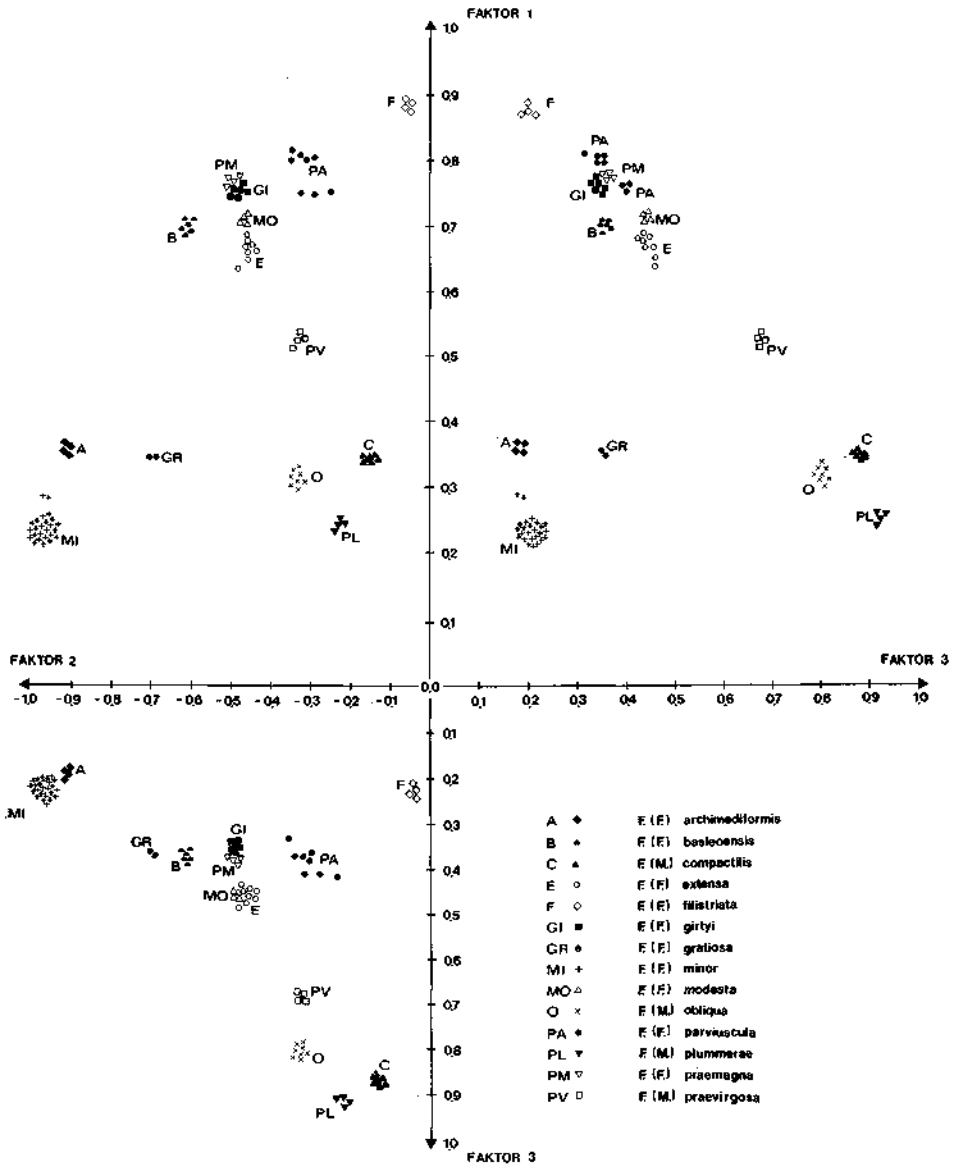 FAKTOR 1
1,0
0,9
F
F
0,8
PM
PA
GI
PA
PM
GI
PA
0,7
B
MO
E
B
MO
E
0,6
0,5
PV
PV
0,4
A
GR
C
A
GR
C
0,3
O
O
MI
PL
MI
PL
0,2
0,1
FAKTOR 2
FAKTOR 3
-1,0 -0,9 -0,8 -0,7 -0,6 -0,5 -0,4 -0,3 -0,2 -0,1 0,0 0,1 0,2 0,3 0,4 0,5 0,6 0,7 0,8 0,9 1,0
0,1
A
0,2
MI
F
0,3
GR
B
GI
PM
PA
0,4
MO
E
0,5
0,6
PV
0,7
O
0,8
C
0,9
PL
1,0
FAKTOR 3
A F. (F.) archimediformis
B F. (F.) basleoensis
C F. (M.) compactilis
E F. (F.) extensa
F F. (F.) filistriata
GI F. (F.) girtyi
GR F. (F.) gratiosa
MI F. (F.) minor
MO F. (F.) modesta
O F. (M.) obliqua
PA F. (F.) parviuscula
PL F. (M.) plummerae
PM F. (F.) praemagna
PV F. (M.) praevirgosa